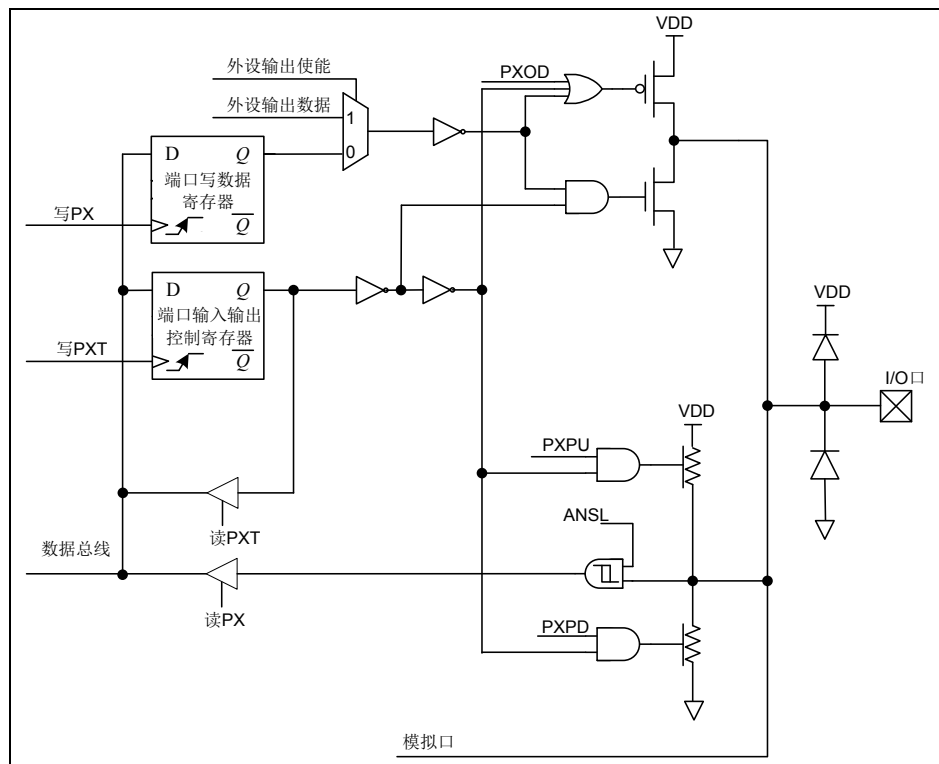 VDD
外设输出使能
PXOD
外设输出数据
1
0
D Q
端口写数据
寄存器
Q
写PX
D Q
端口输入输出
控制寄存器
Q
写PXT
VDD
I/O口
VDD
PXPU
ANSL
读PXT
数据总线
读PX
PXPD
模拟口